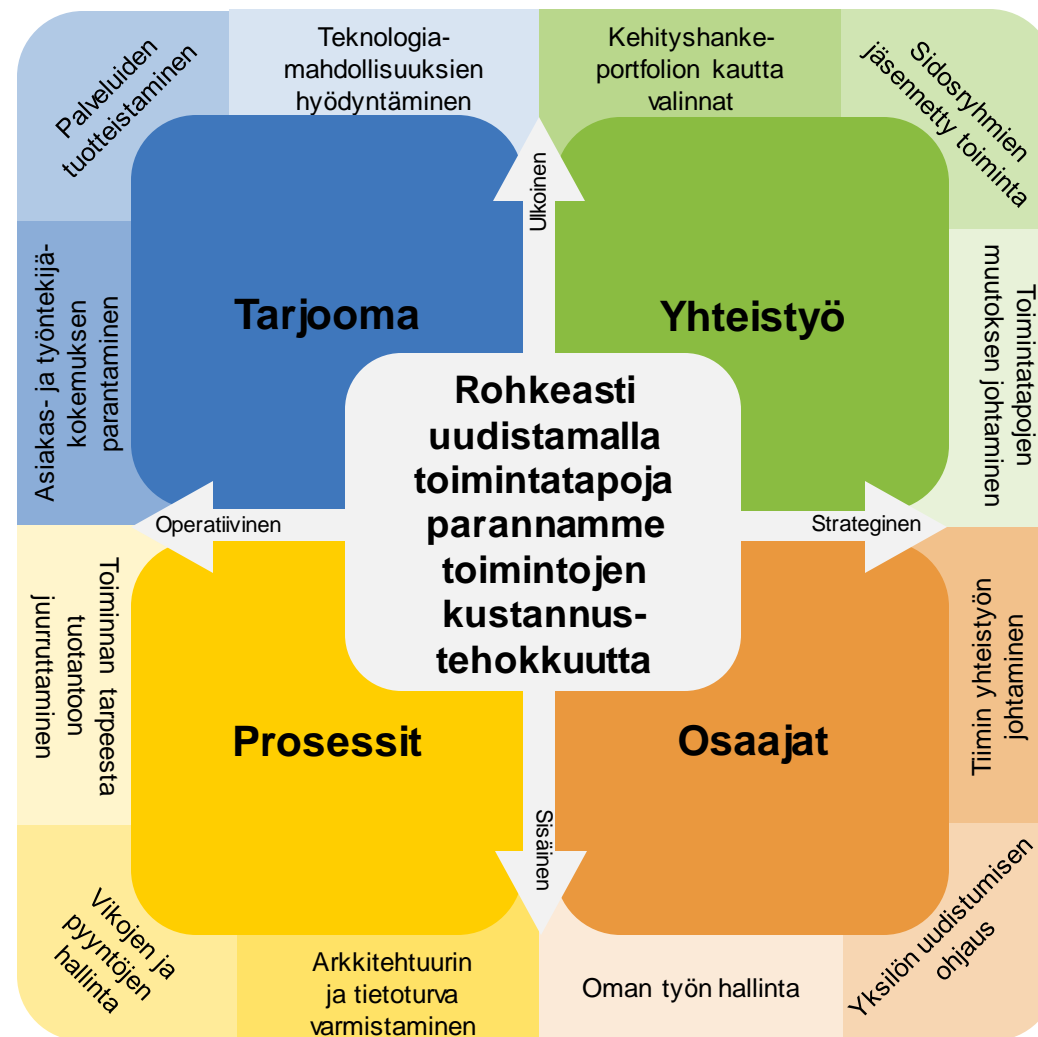 Palveluiden
tuotteistaminen
Teknologia-
mahdollisuuksien
hyödyntäminen
Kehityshanke-
portfolion kautta
valinnat
Sidosryhmien
jäsennetty toiminta
Asiakas- ja työntekijä-
kokemuksen
parantaminen
Tarjooma
Ulkoinen
Yhteistyö
Toimintatapojen
muutoksen johtaminen
Operatiivinen
Rohkeasti
uudistamalla
toimintatapoja
parannamme
toimintojen
kustannus-
tehokkuutta
Strateginen
Toiminnan tarpeesta
tuotantoon
juurruttaminen
Prosessit
Sisäinen
Osaajat
Tiimin yhteistyön
johtaminen
Vikojen ja
pyyntöjen
hallinta
Arkkitehtuurin
ja tietoturva
varmistaminen
Oman työn hallinta
Yksilön uudistumisen
ohjaus